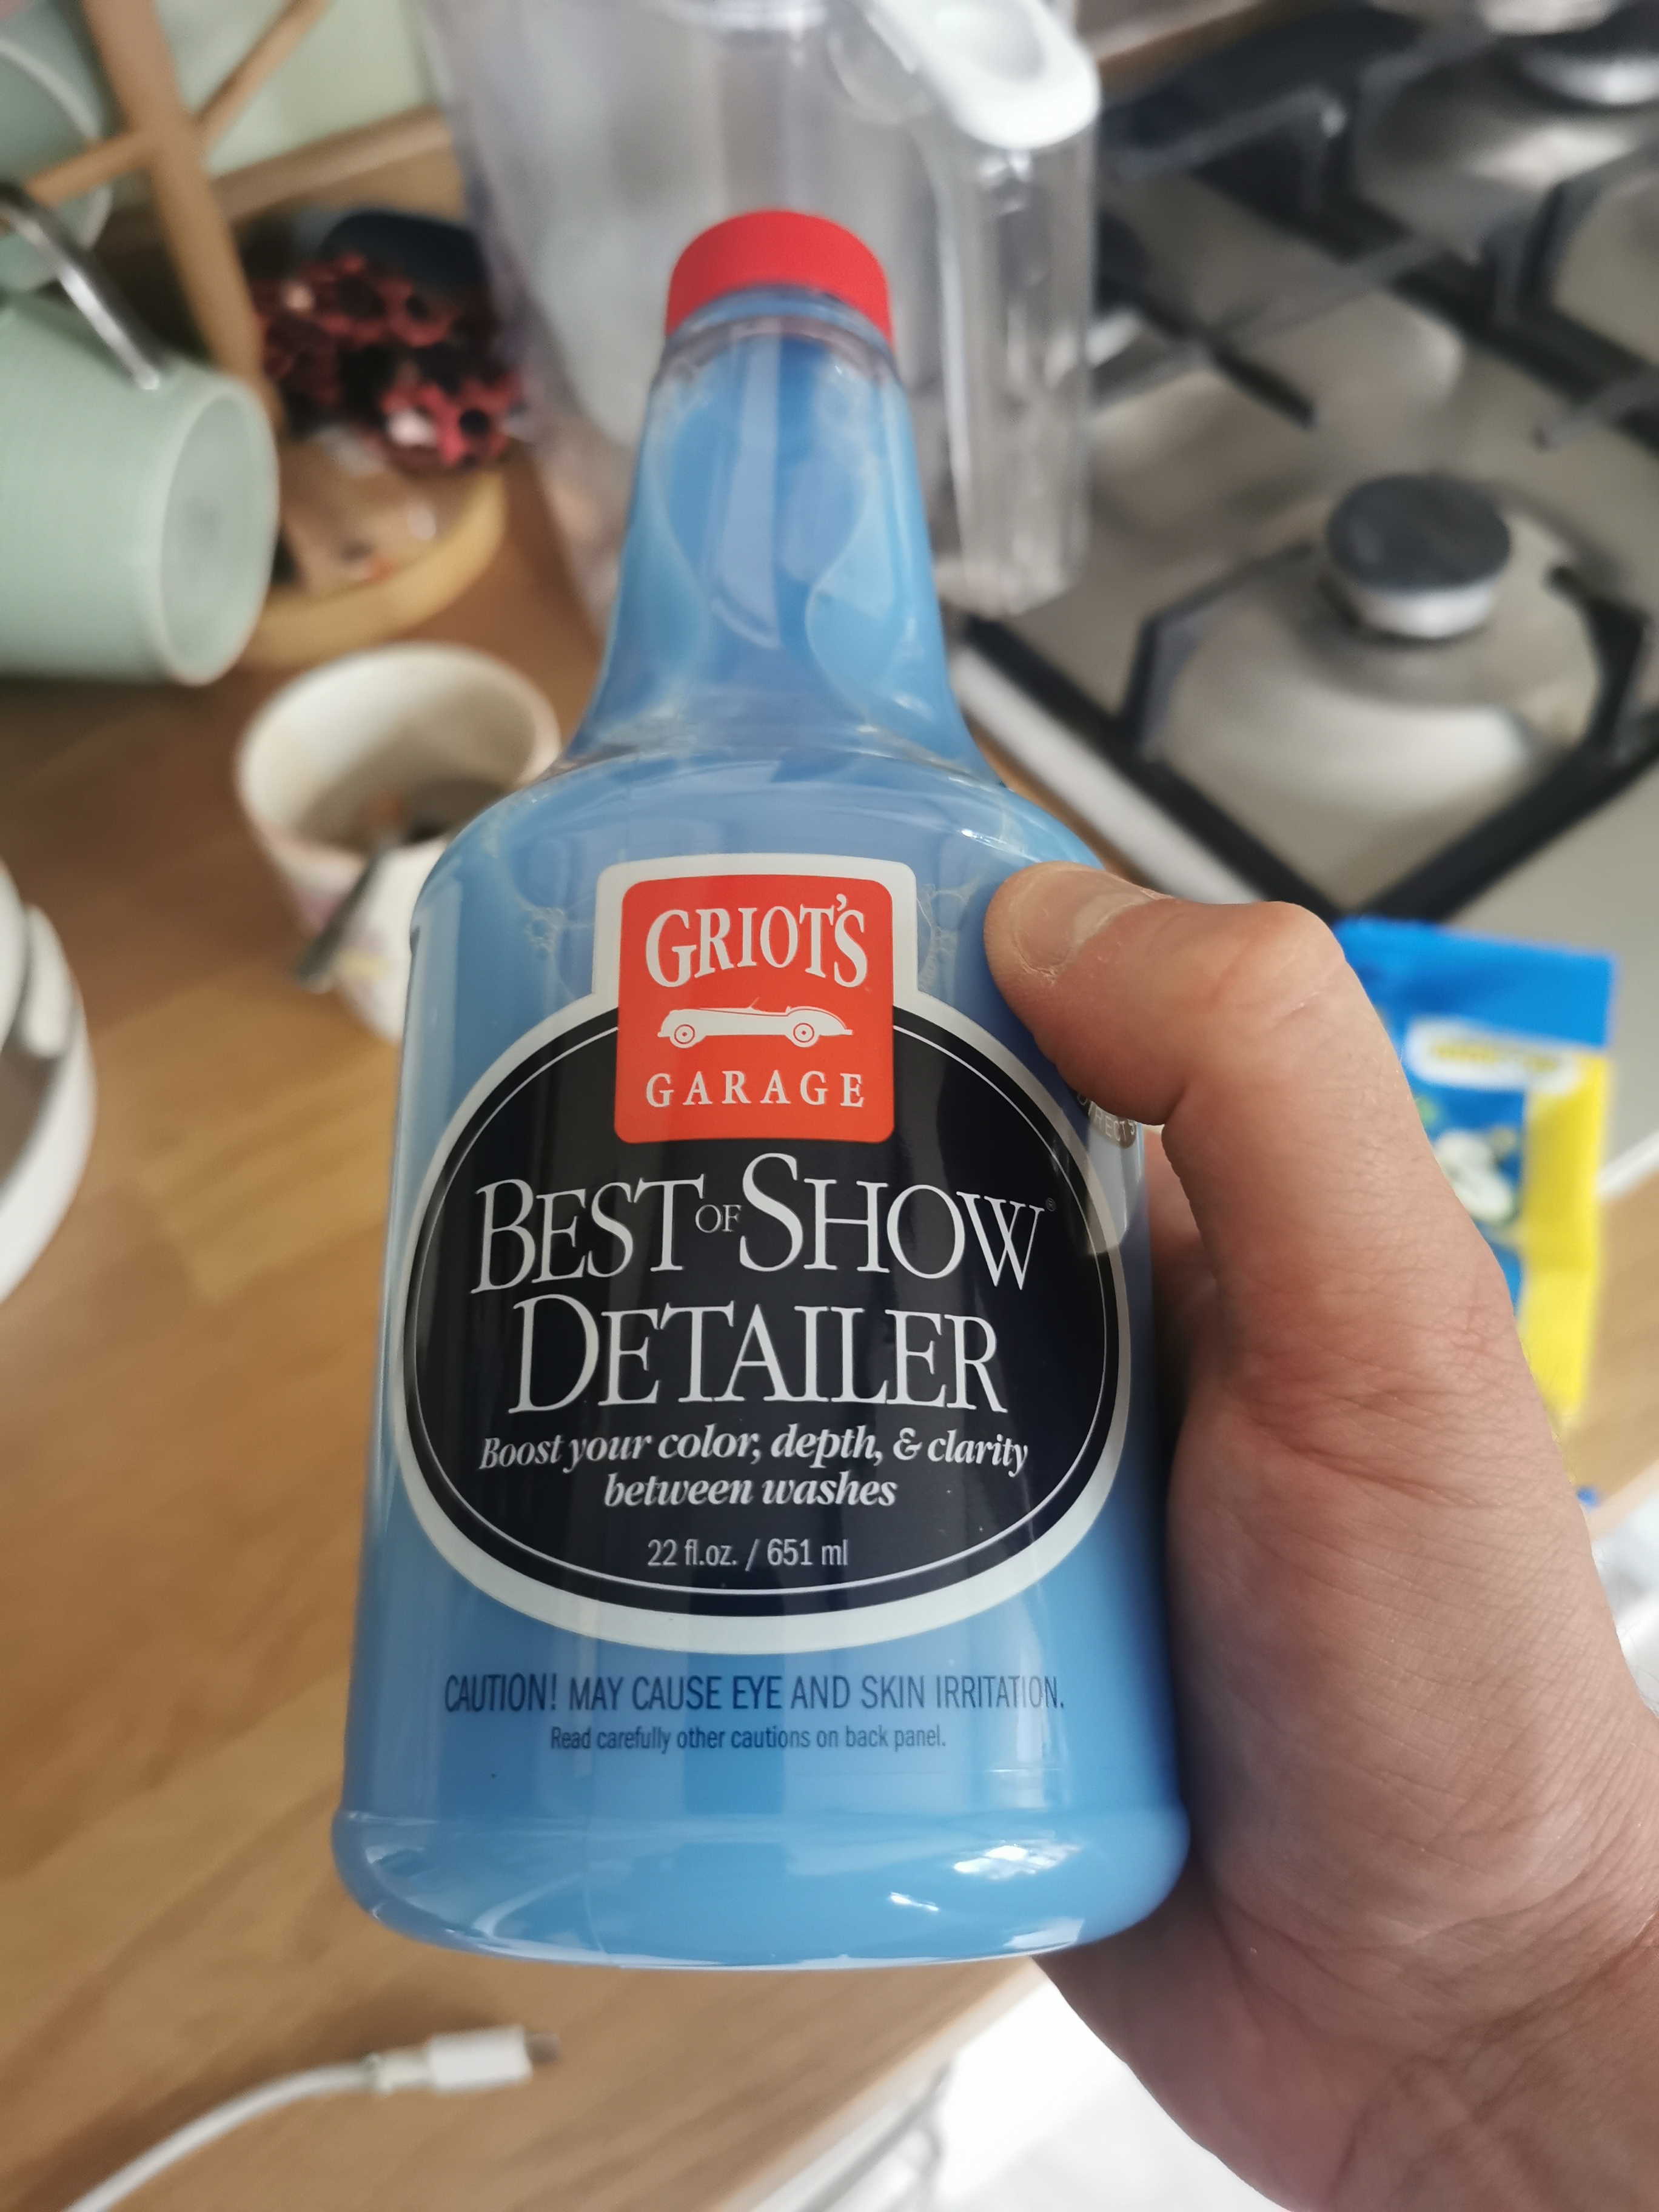 GRIOT'S
GARAGE
BEST OF SHOW®
DETAILER
Boost your color, depth, & clarity
between washes
22 fl.oz. / 651 ml
CAUTION! MAY CAUSE EYE AND SKIN IRRITATION.
Read carefully other cautions on back panel.